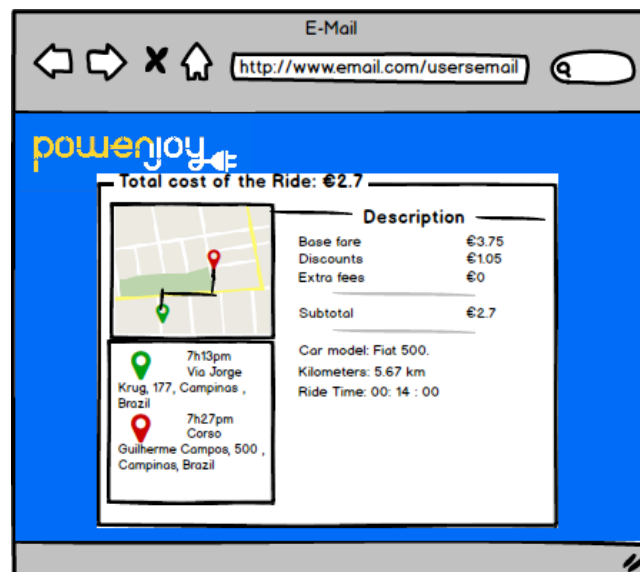 E-Mail
http://www.email.com/usersemail
powenjoy
Total cost of the Ride: €2.7
Description
Base fare €3.75
Discounts €1.05
Extra fees €0
Subtotal €2.7
Car model: Fiat 500.
Kilometers: 5.67 km
Ride Time: 00: 14 : 00
7h13pm
Via Jorge
Krug, 177, Campinas ,
Brazil
7h27pm
Corso
Guilherme Campos, 500 ,
Campinas, Brazil